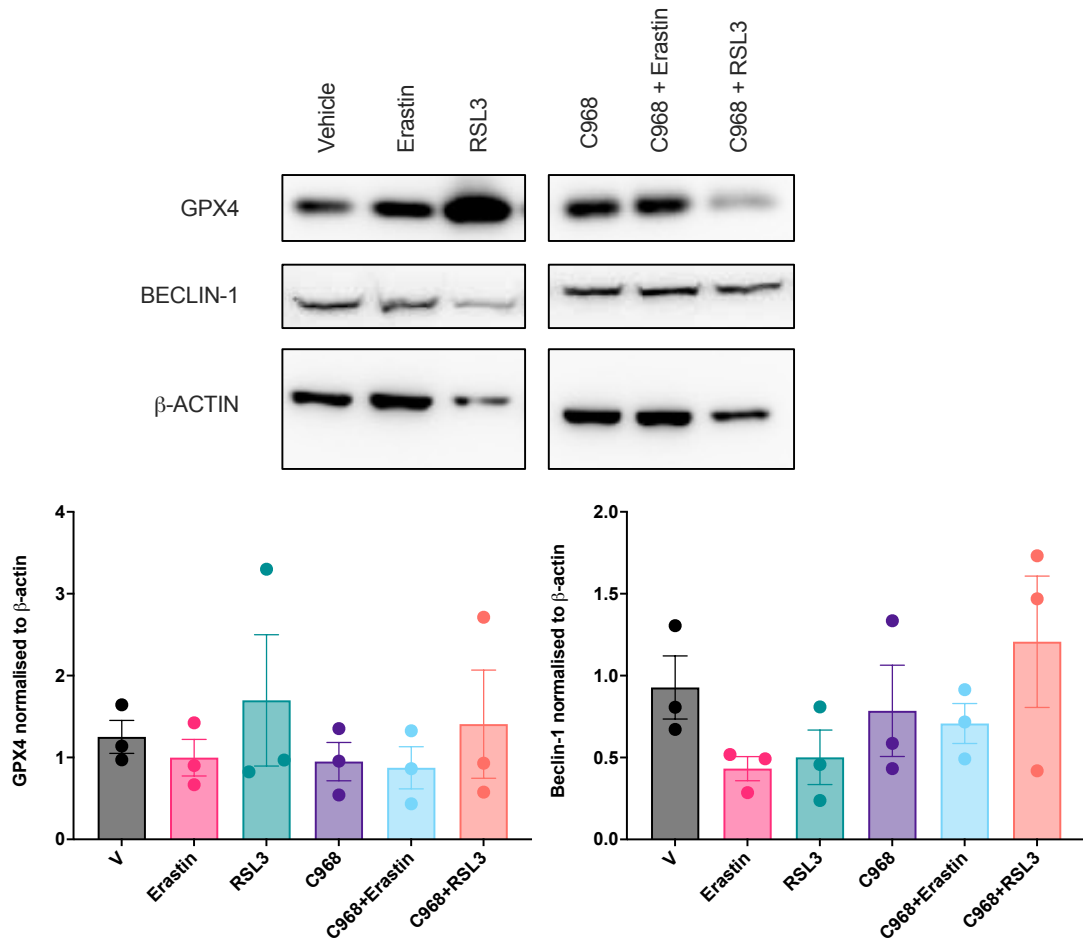 Vehicle
Erastin
RSL3
C968
C968 + Erastin
C968 + RSL3
GPX4
BECLIN-1
β-ACTIN
GPX4 normalised to β-actin
4
3
2
1
0
V
Erastin
RSL3
C968
C968+Erastin
C968+RSL3
Beclin-1 normalised to β-actin
2.0
1.5
1.0
0.5
0.0
V
Erastin
RSL3
C968
C968+Erastin
C968+RSL3